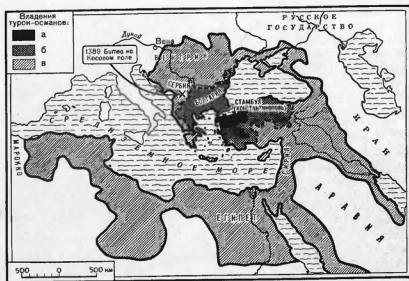 Владения
турок-османов:
а
б
в
1389 Битва на
Косовом поле
Дунай
Вена
ВЕНГРИЯ
СЕРБИЯ
БОЛГАРИЯ
РУССКОЕ
ГОСУДАРСТВО
СТАМБУЛ
(КОНСТАНТИНОПОЛЬ)
СРЕДИЗЕМНОЕ МОРЕ
МАРОККО
СИРИЯ
ИРАН
ЕГИПЕТ
АРАВИЯ
500 0 500 км